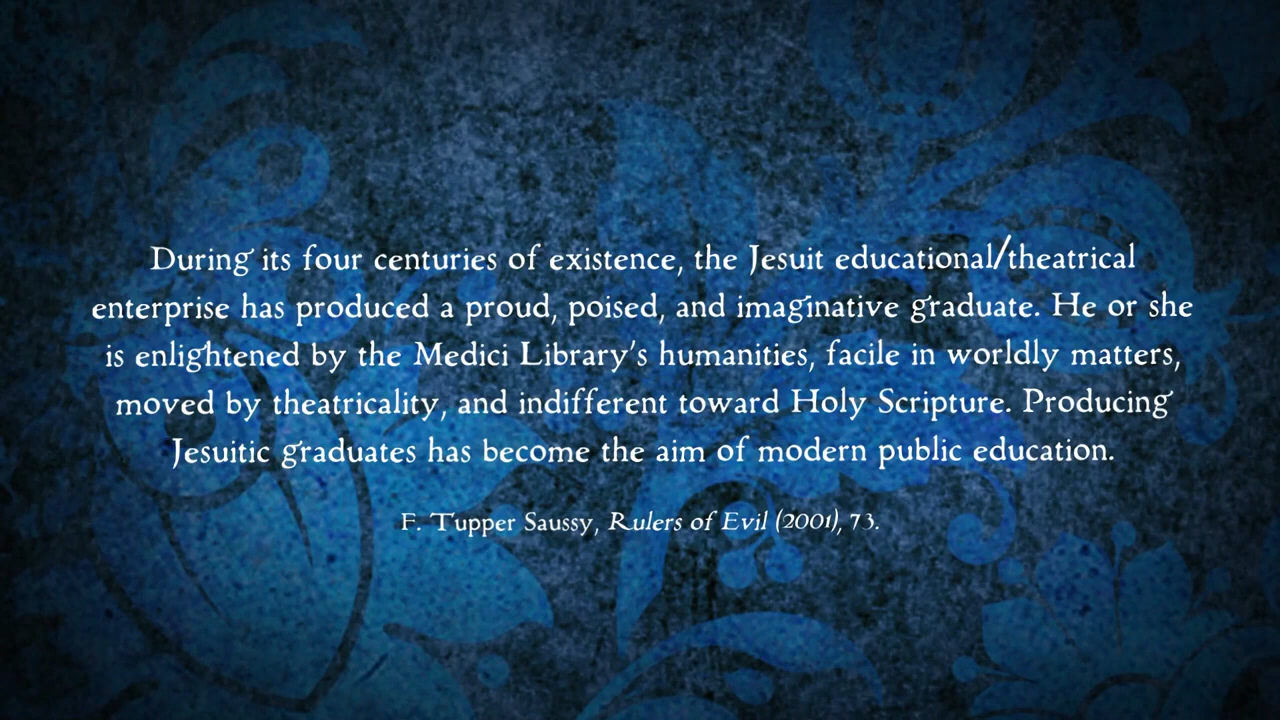 During its four centuries of existence, the Jesuit educational/theatrical
enterprise has produced a proud, poised, and imaginative graduate. He or she
is enlightened by the Medici Library's humanities, facile in worldly matters,
moved by theatricality, and indifferent toward Holy Scripture. Producing
Jesuitic graduates has become the aim of modern public education.
F. Tupper Saussy, Rulers of Evil (2001), 73.